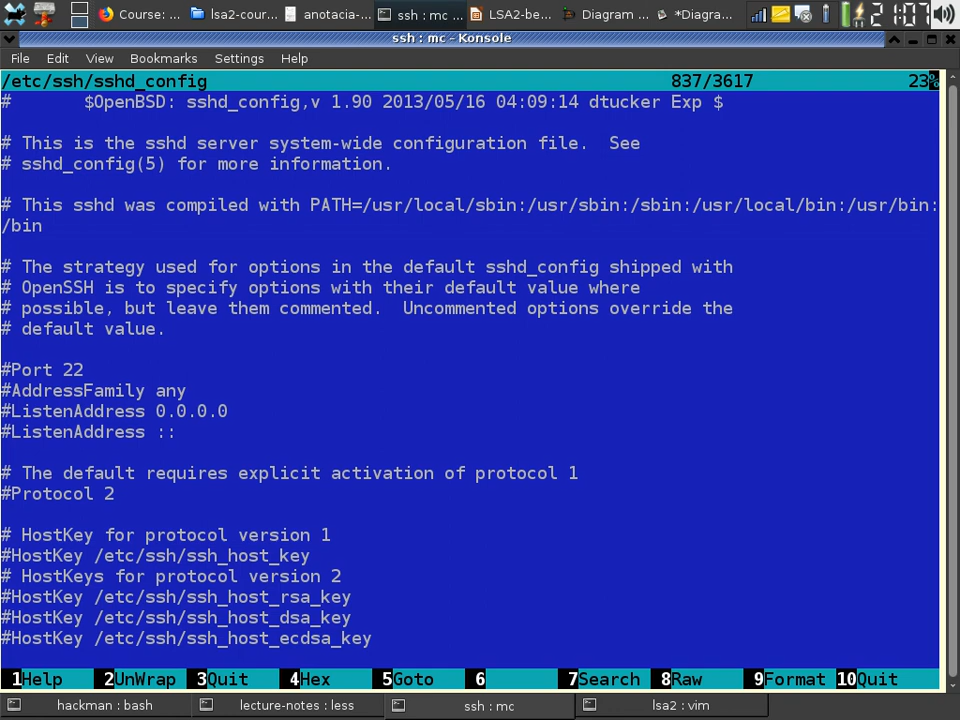 Course: ...
lsa2-cour...
anotacia-...
ssh : mc ...
LSA2-be...
Diagram ...
*Diagra...
2
1:07
ssh : mc - Konsole
File Edit View Bookmarks Settings Help
/etc/ssh/sshd_config 837/3617 23%
# $OpenBSD: sshd_config,v 1.90 2013/05/16 04:09:14 dtucker Exp $
# This is the sshd server system-wide configuration file. See
# sshd_config(5) for more information.
# This sshd was compiled with PATH=/usr/local/sbin:/usr/sbin:/sbin:/usr/local/bin:/usr/bin:
/bin
# The strategy used for options in the default sshd_config shipped with
# OpenSSH is to specify options with their default value where
# possible, but leave them commented. Uncommented options override the
# default value.
#Port 22
#AddressFamily any
#ListenAddress 0.0.0.0
#ListenAddress ::
# The default requires explicit activation of protocol 1
#Protocol 2
# HostKey for protocol version 1
#HostKey /etc/ssh/ssh_host_key
# HostKeys for protocol version 2
#HostKey /etc/ssh/ssh_host_rsa_key
#HostKey /etc/ssh/ssh_host_dsa_key
#HostKey /etc/ssh/ssh_host_ecdsa_key
1Help 2UnWrap 3Quit 4Hex 5Goto 6 7Search 8Raw 9Format 10Quit
hackman : bash
lecture-notes : less
ssh : mc
lsa2 : vim